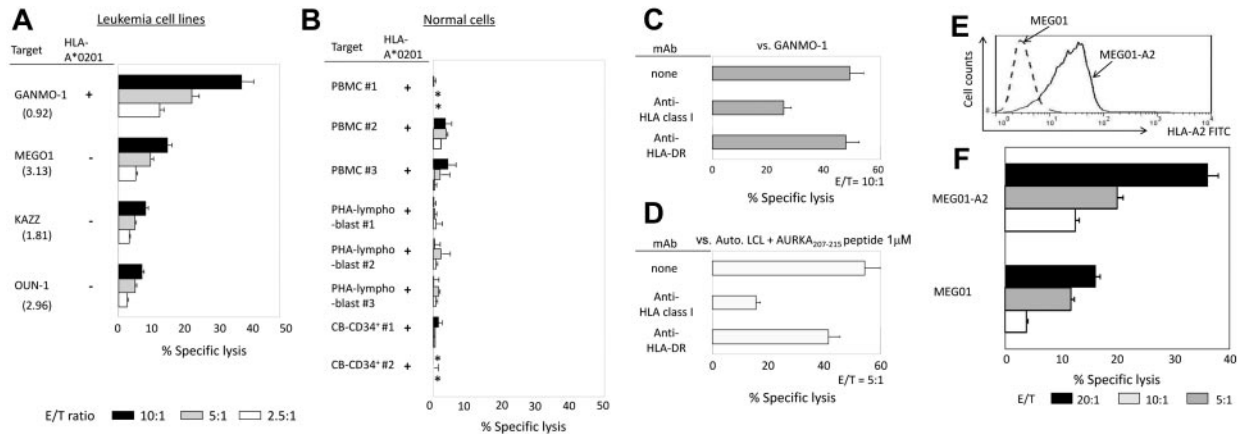 A
Leukemia cell lines
Target
HLA-
A*0201
GANMO-1
+
(0.92)
MEGO1
-
(3.13)
KAZZ
-
(1.81)
OUN-1
-
(2.96)
0 10 20 30 40 50
% Specific lysis
E/T ratio 10:1 5:1 2.5:1
B
Normal cells
Target
HLA-
A*0201
PBMC #1 + *
*
PBMC #2 +
PBMC #3 +
PHA-lympho +
-blast #1
PHA-lympho +
-blast #2
PHA-lympho +
-blast #3
CB-CD34⁺ #1 +
CB-CD34⁺ #2 + *
*
0 10 20 30 40 50
% Specific lysis
C
mAb
vs. GANMO-1
none
Anti-
HLA class I
Anti-
HLA-DR
0 20 40 60
E/T= 10:1
% Specific lysis
D
mAb
vs. Auto. LCL + AURKA207-215 peptide 1μM
none
Anti-
HLA class I
Anti-
HLA-DR
0 20 40 60
E/T = 5:1
% Specific lysis
E
MEG01
MEG01-A2
Cell counts
0
10⁰ 10¹ 10² 10³ 10⁴
HLA-A2 FITC
F
MEG01-A2
MEG01
0 10 20 30 40
% Specific lysis
E/T 20:1 10:1 5:1